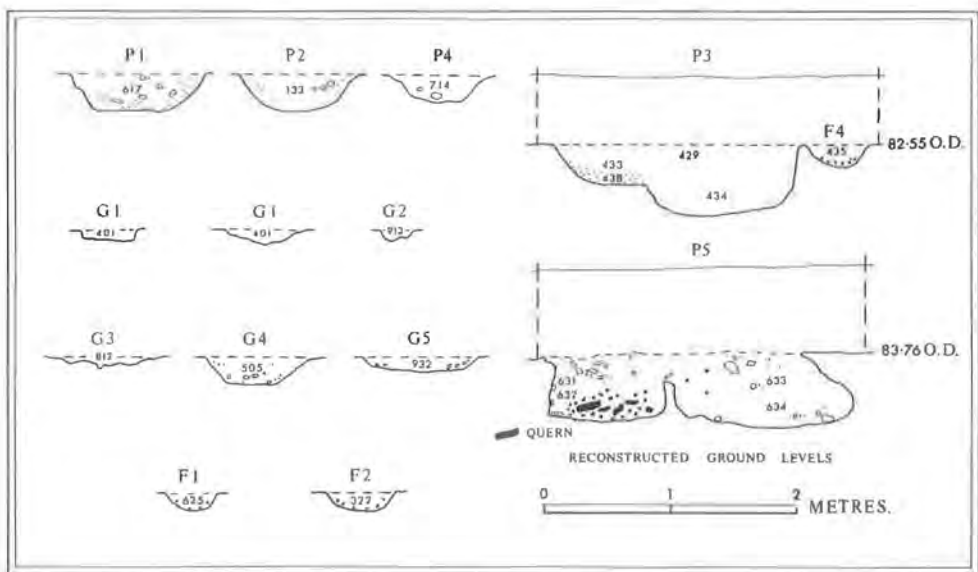 P1 P2 P4 P3
617 133 714
F4
435
82·55 O.D.
429
433
438
434
G1 G1 G2
401 401 913
P5
G3 G4 G5
812 505 932
83·76 O.D.
631 633
632 634
QUERN
RECONSTRUCTED GROUND LEVELS
F1 F2
625 327
0 1 2
METRES.